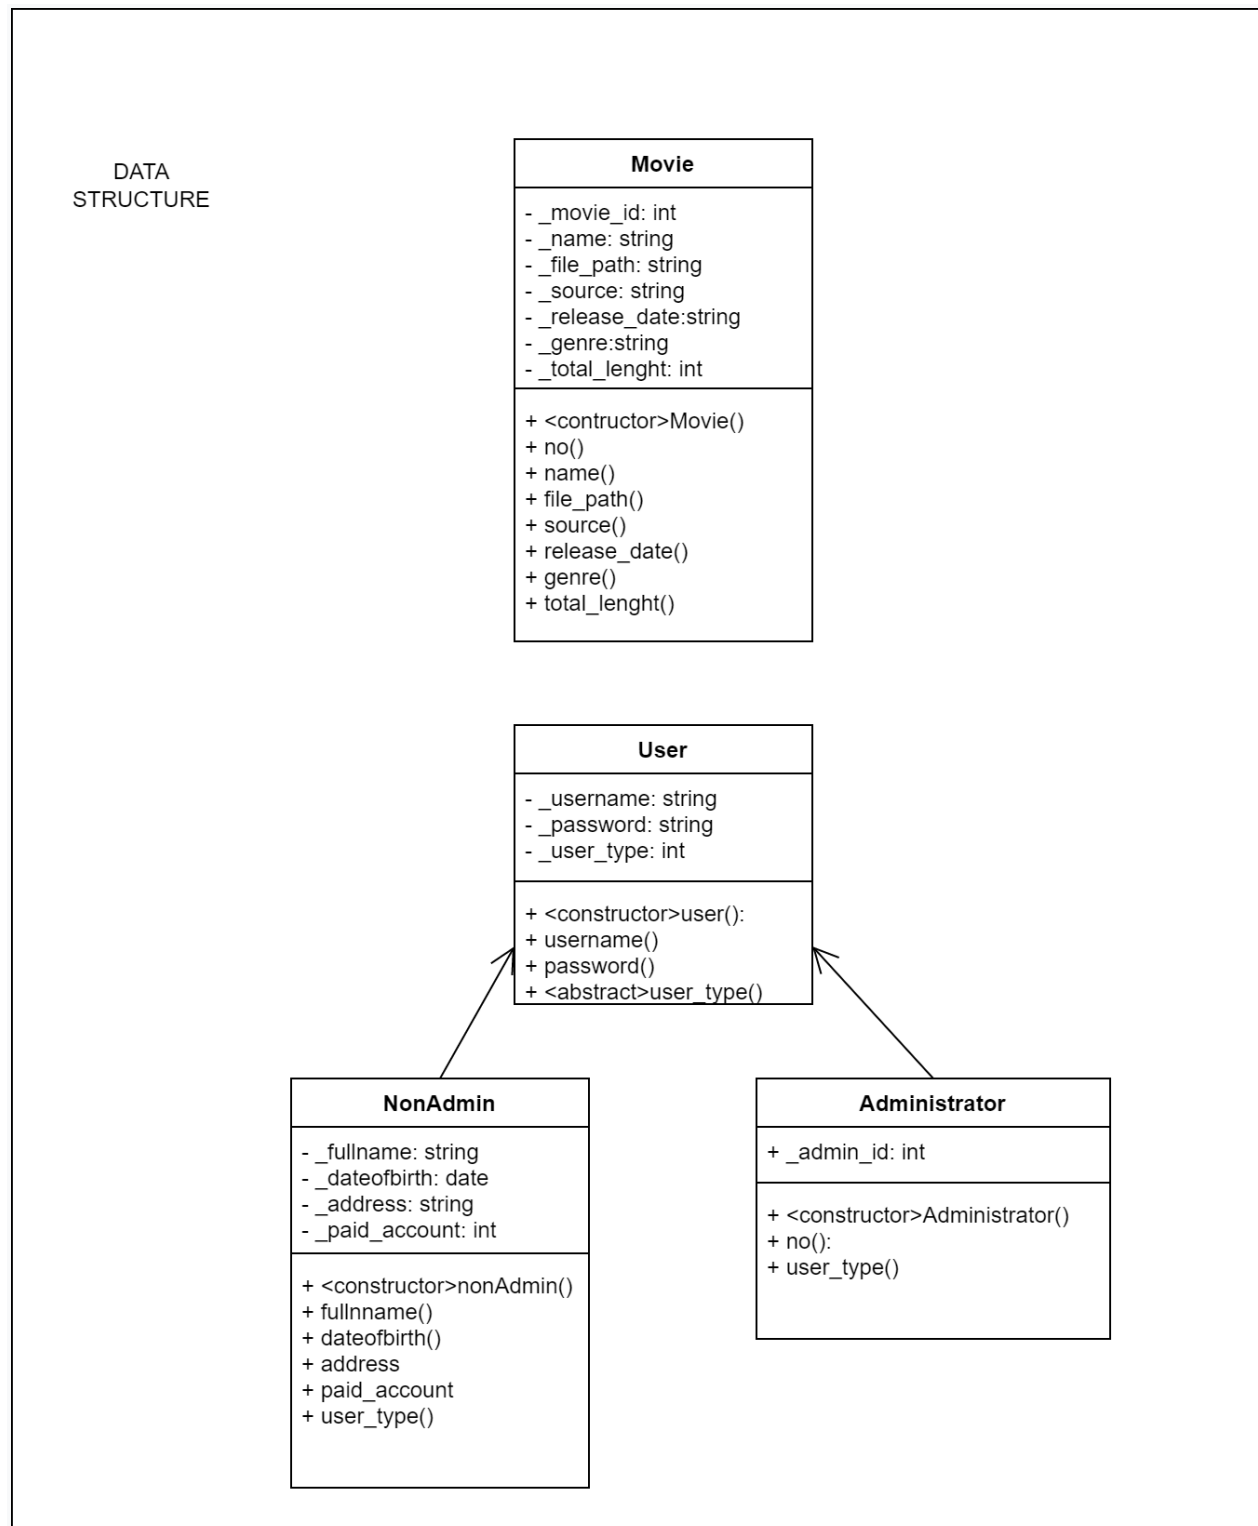 DATA
STRUCTURE
Movie
- _movie_id: int
- _name: string
- _file_path: string
- _source: string
- _release_date:string
- _genre:string
- _total_lenght: int
+ <contructor>Movie()
+ no()
+ name()
+ file_path()
+ source()
+ release_date()
+ genre()
+ total_lenght()
User
- _username: string
- _password: string
- _user_type: int
+ <constructor>user():
+ username()
+ password()
+ <abstract>user_type()
NonAdmin
- _fullname: string
- _dateofbirth: date
- _address: string
- _paid_account: int
+ <constructor>nonAdmin()
+ fullnname()
+ dateofbirth()
+ address
+ paid_account
+ user_type()
Administrator
+ _admin_id: int
+ <constructor>Administrator()
+ no():
+ user_type()